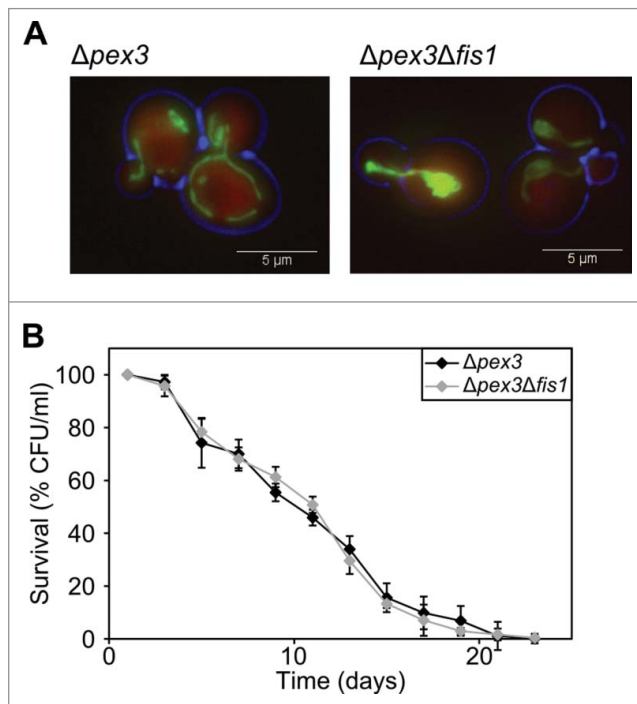 A
Δpex3
Δpex3Δfis1
5 µm
5 µm
B
Δpex3
Δpex3Δfis1
100
80
60
40
20
0
Survival (% CFU/ml)
0
10
20
Time (days)